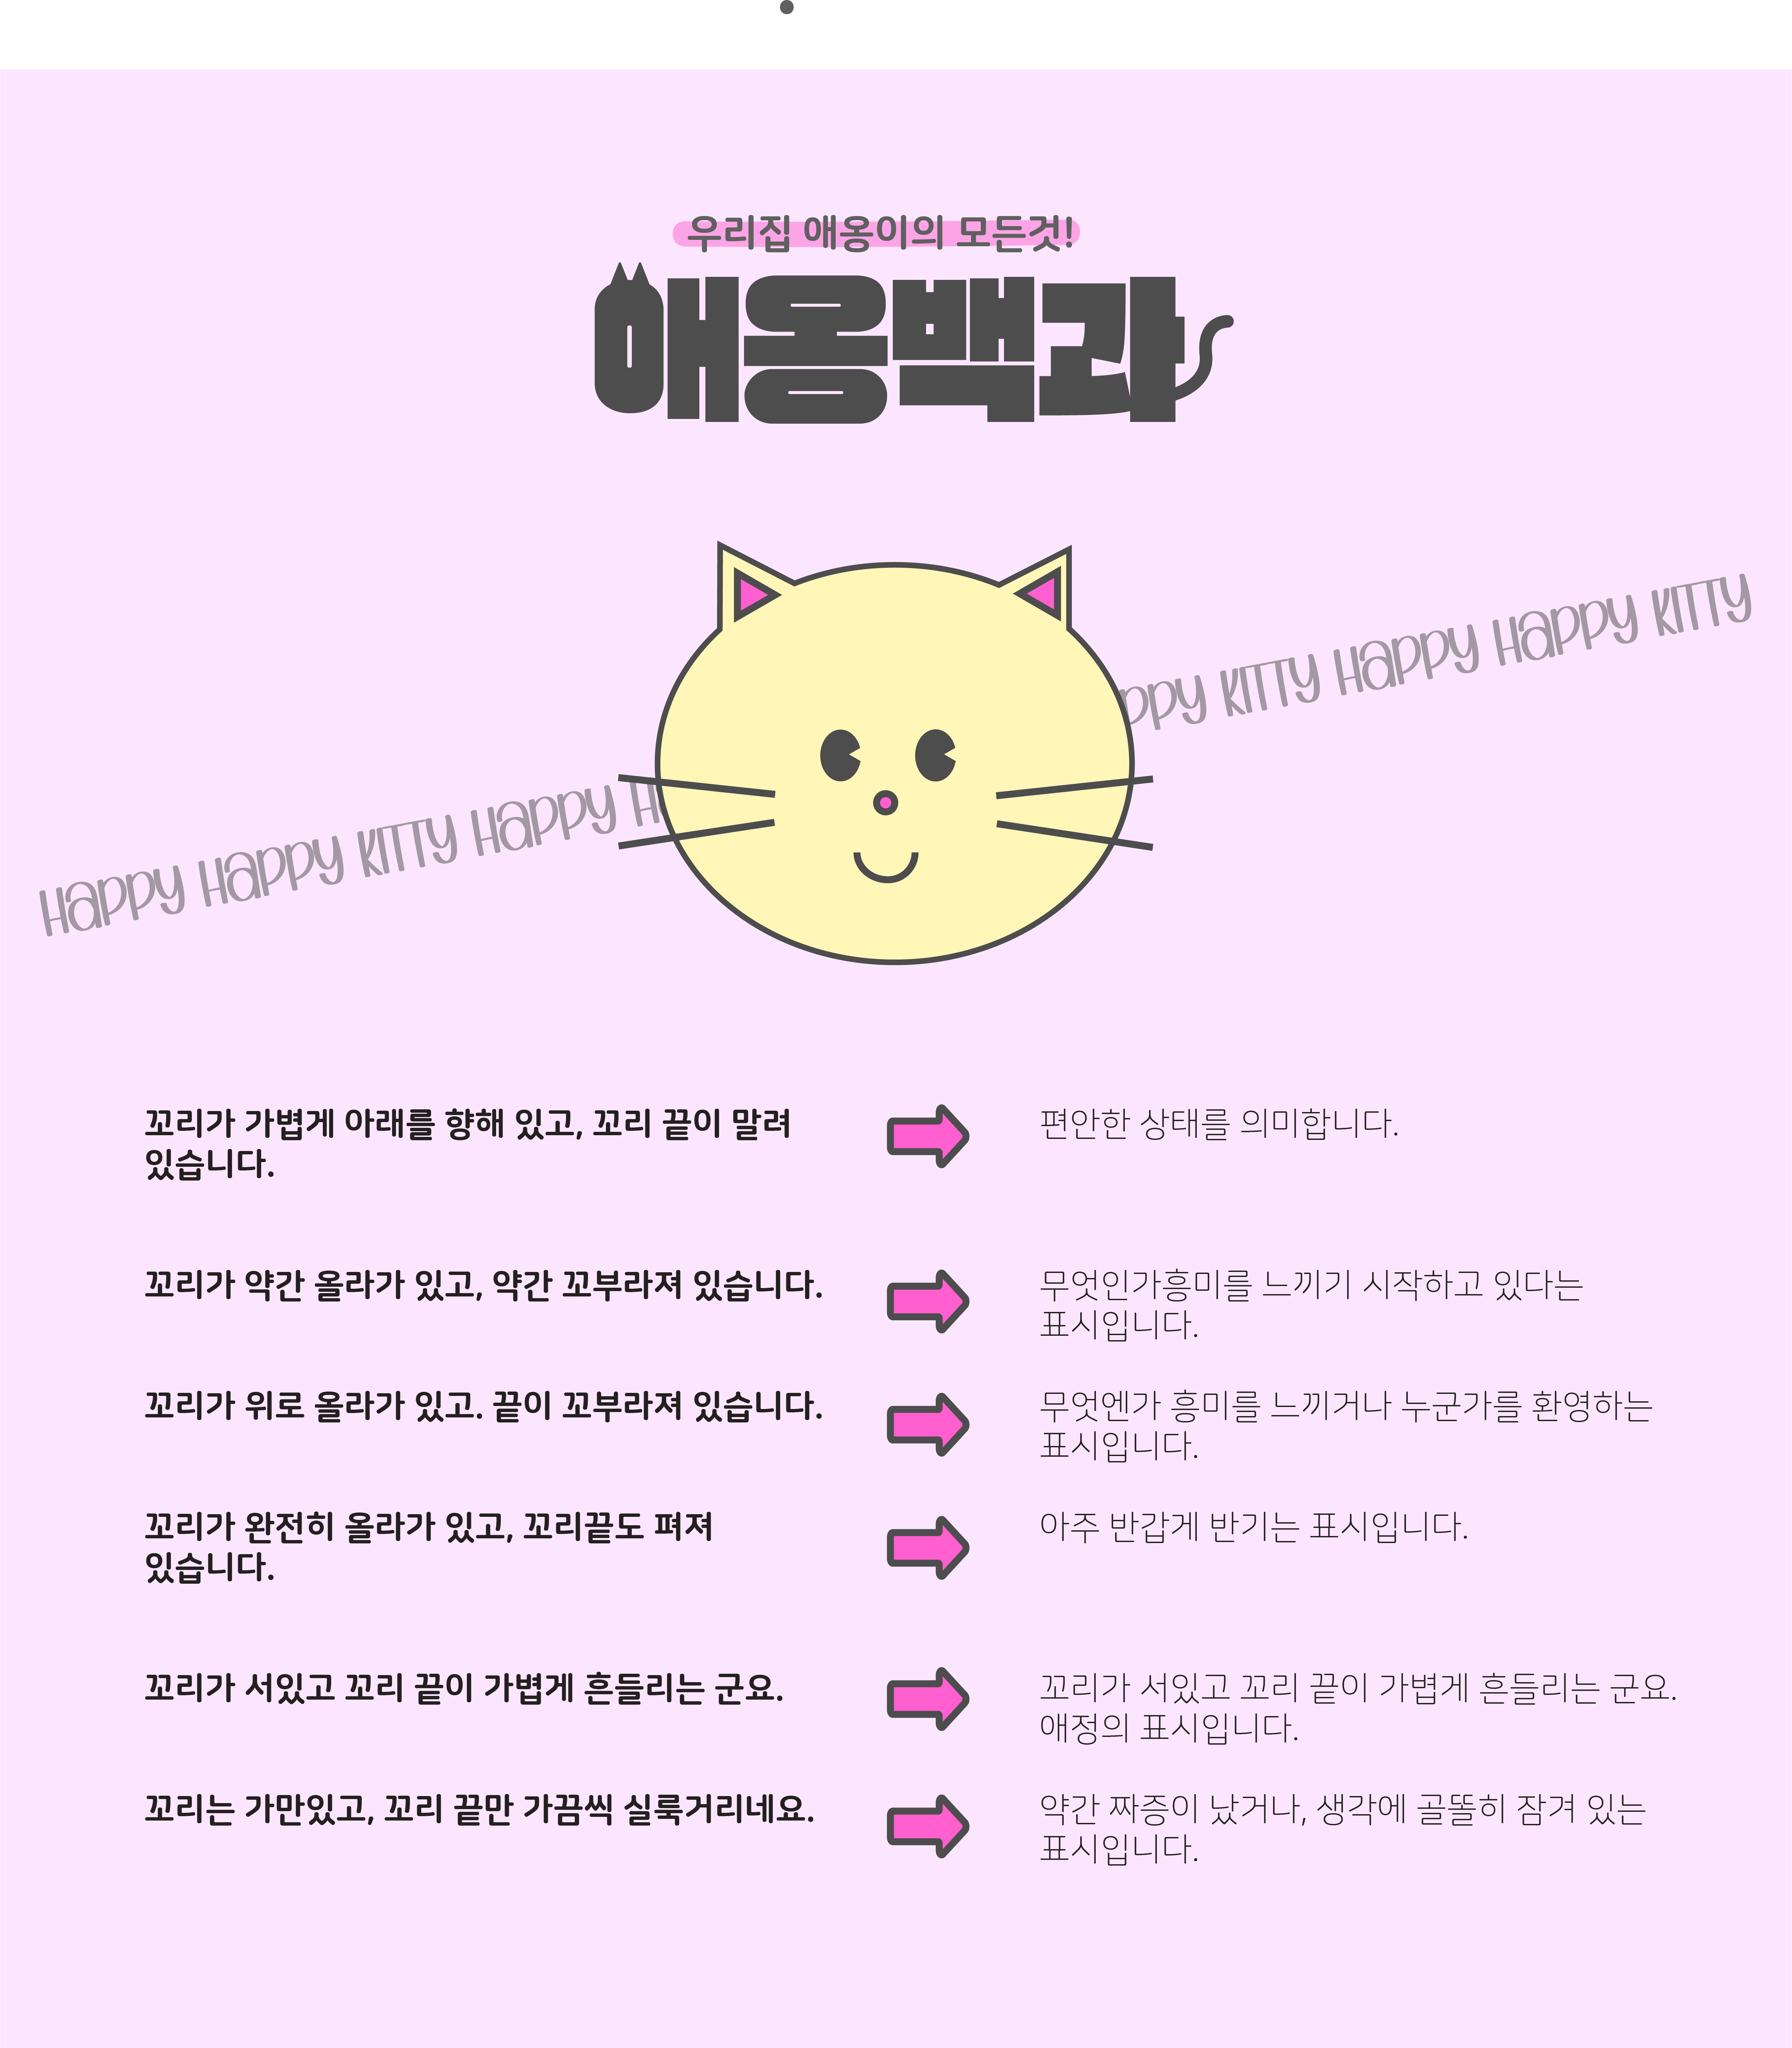 우리집 애옹이의 모든것!
애옹백과
Happy Happy KITTY Happy
ppy KITTY Happy Happy KITTY
꼬리가 가볍게 아래를 향해 있고, 꼬리 끝이 말려
있습니다.
편안한 상태를 의미합니다.
꼬리가 약간 올라가 있고, 약간 꼬부라져 있습니다.
무엇인가흥미를 느끼기 시작하고 있다는
표시입니다.
꼬리가 위로 올라가 있고. 끝이 꼬부라져 있습니다.
무엇엔가 흥미를 느끼거나 누군가를 환영하는
표시입니다.
꼬리가 완전히 올라가 있고, 꼬리끝도 펴져
있습니다.
아주 반갑게 반기는 표시입니다.
꼬리가 서있고 꼬리 끝이 가볍게 흔들리는 군요.
꼬리가 서있고 꼬리 끝이 가볍게 흔들리는 군요.
애정의 표시입니다.
꼬리는 가만있고, 꼬리 끝만 가끔씩 실룩거리네요.
약간 짜증이 났거나, 생각에 골똘히 잠겨 있는
표시입니다.